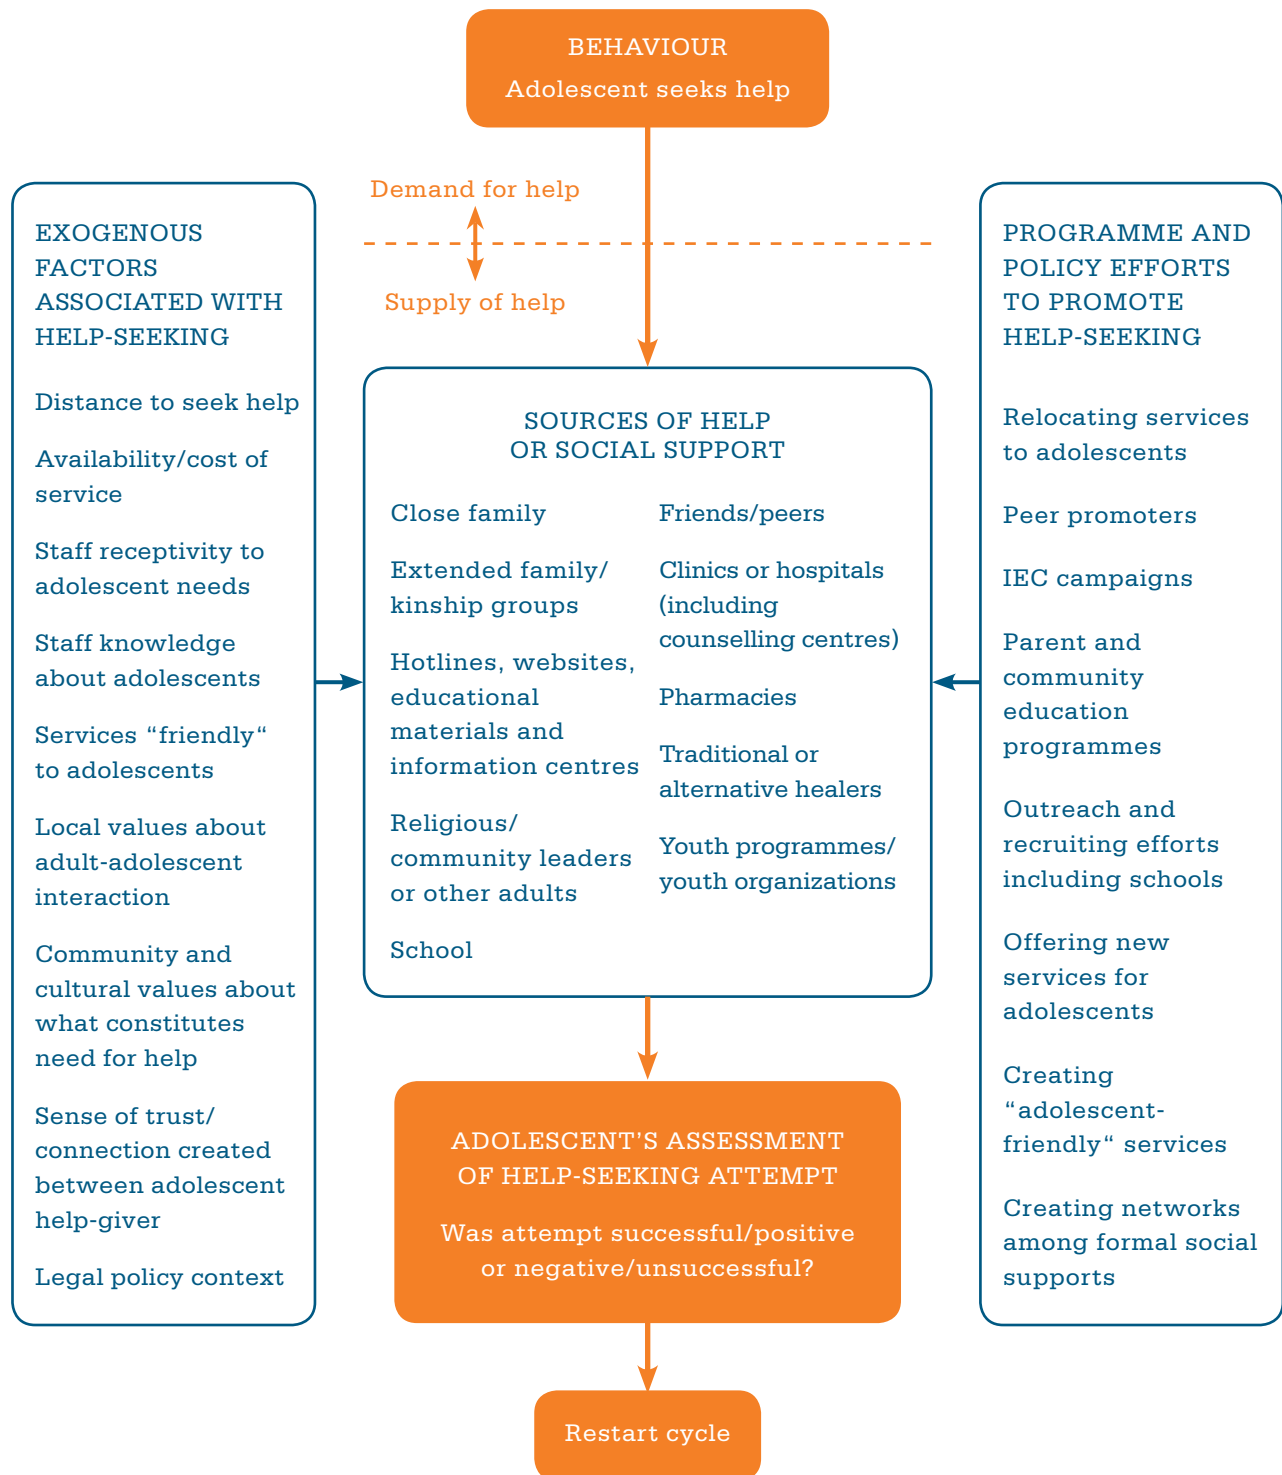 BEHAVIOUR
Adolescent seeks help
Demand for help
Supply of help
EXOGENOUS
FACTORS
ASSOCIATED WITH
HELP-SEEKING
Distance to seek help
Availability/cost of
service
Staff receptivity to
adolescent needs
Staff knowledge
about adolescents
Services “friendly“
to adolescents
Local values about
adult-adolescent
interaction
Community and
cultural values about
what constitutes
need for help
Sense of trust/
connection created
between adolescent
help-giver
Legal policy context
SOURCES OF HELP
OR SOCIAL SUPPORT
Close family
Extended family/
kinship groups
Hotlines, websites,
educational
materials and
information centres
Religious/
community leaders
or other adults
School
Friends/peers
Clinics or hospitals
(including
counselling centres)
Pharmacies
Traditional or
alternative healers
Youth programmes/
youth organizations
PROGRAMME AND
POLICY EFFORTS
TO PROMOTE
HELP-SEEKING
Relocating services
to adolescents
Peer promoters
IEC campaigns
Parent and
community
education
programmes
Outreach and
recruiting efforts
including schools
Offering new
services for
adolescents
Creating
“adolescent-
friendly“ services
Creating networks
among formal social
supports
ADOLESCENT’S ASSESSMENT
OF HELP-SEEKING ATTEMPT
Was attempt successful/positive
or negative/unsuccessful?
Restart cycle